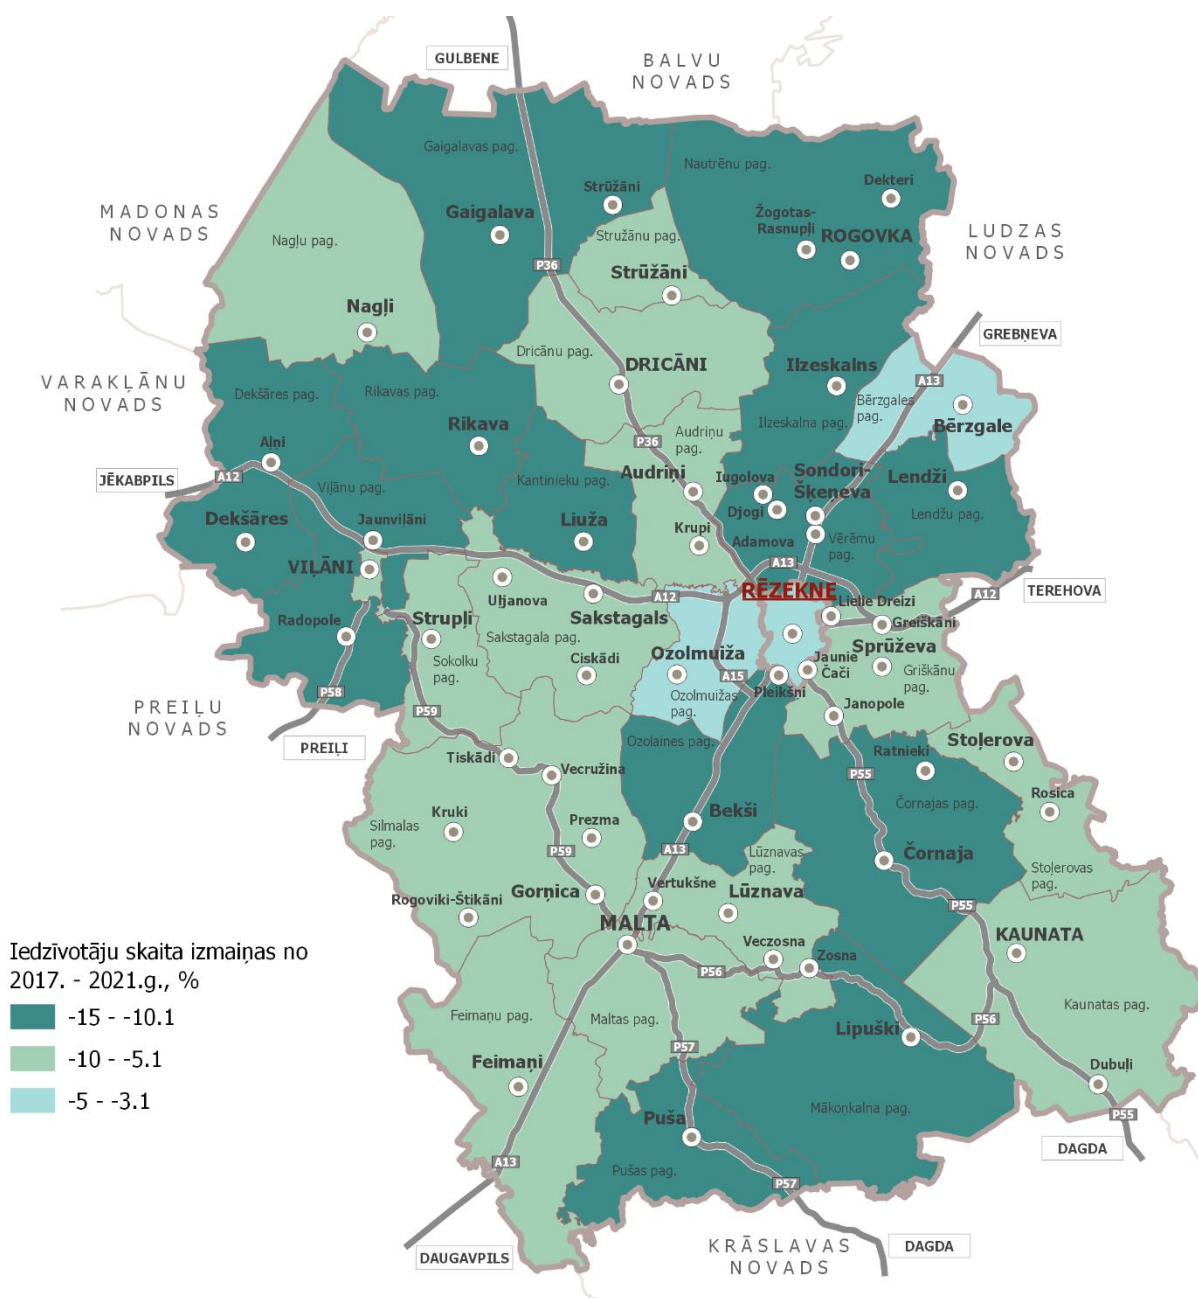 GULBENE
BALVU
NOVADS
Gaigalavas pag.
Nautrēnu pag.
Dekteri
Strūžāni
MADONAS
NOVADS
Gaigalava
Žogotas-
Rasnupļi
ROGOVKA
LUDZAS
NOVADS
Nagļu pag.
Stružānu pag.
P36
Strūžāni
Nagļi
GREBŅEVA
Dricānu pag.
DRICĀNI
Ilzeskalns
A13
VARAKĻĀNU
NOVADS
Dekšāres pag.
Rikavas pag.
Bērzgales
pag.
Bērzgale
Rikava
Ilzeskalna pag.
Audriņu
pag.
P36
Aļņi
Audriņi
Iugolova
Sondori-
Šķeņeva
Lendži
JĒKABPILS
A12
Viļānu pag.
Kantinieku pag.
Djogi
Lendžu pag.
Dekšāres
Jaunviļāni
Liuža
Krupi
Adamova
Vērēmu
pag.
VIĻĀNI
A13
RĒZEKNE
TEREHOVA
A12
Uļjanova
Sakstagals
A12
Lielie Dreizi
Greiškāni
Radopole
Strupļi
Sakstagala pag.
Sokolku
pag.
Ciskādi
Ozolmuiža
Jaunie
Čači
Sprūževa
Griškānu
pag.
P58
A15
Pleikšņi
Ozolmuižas
pag.
PREIĻU
NOVADS
P59
Janopole
PREIĻI
Ozolaines pag.
Stoļerova
Tiskādi
Ratnieki
Vecružina
P55
Rosica
Kruki
Prezma
Bekši
Čornajas pag.
Silmalas
pag.
P59
A13
Lūznavas
pag.
Čornaja
Stoļerovas
pag.
Gorņica
Vertukšne
Lūznava
Rogoviki-Štikāni
P55
MALTA
KAUNATA
Iedzīvotāju skaita izmaiņas no
2017. - 2021.g., %
Veczosna
Zosna
P56
Kaunatas pag.
-15 - -10.1
Feimaņu pag.
Maltas pag.
P56
Lipuški
-10 - -5.1
P57
Feimaņi
Dubuļi
-5 - -3.1
Mākoņkalna pag.
P55
Puša
DAGDA
A13
Pušas pag.
P57
KRĀSLAVAS
NOVADS
DAGDA
DAUGAVPILS